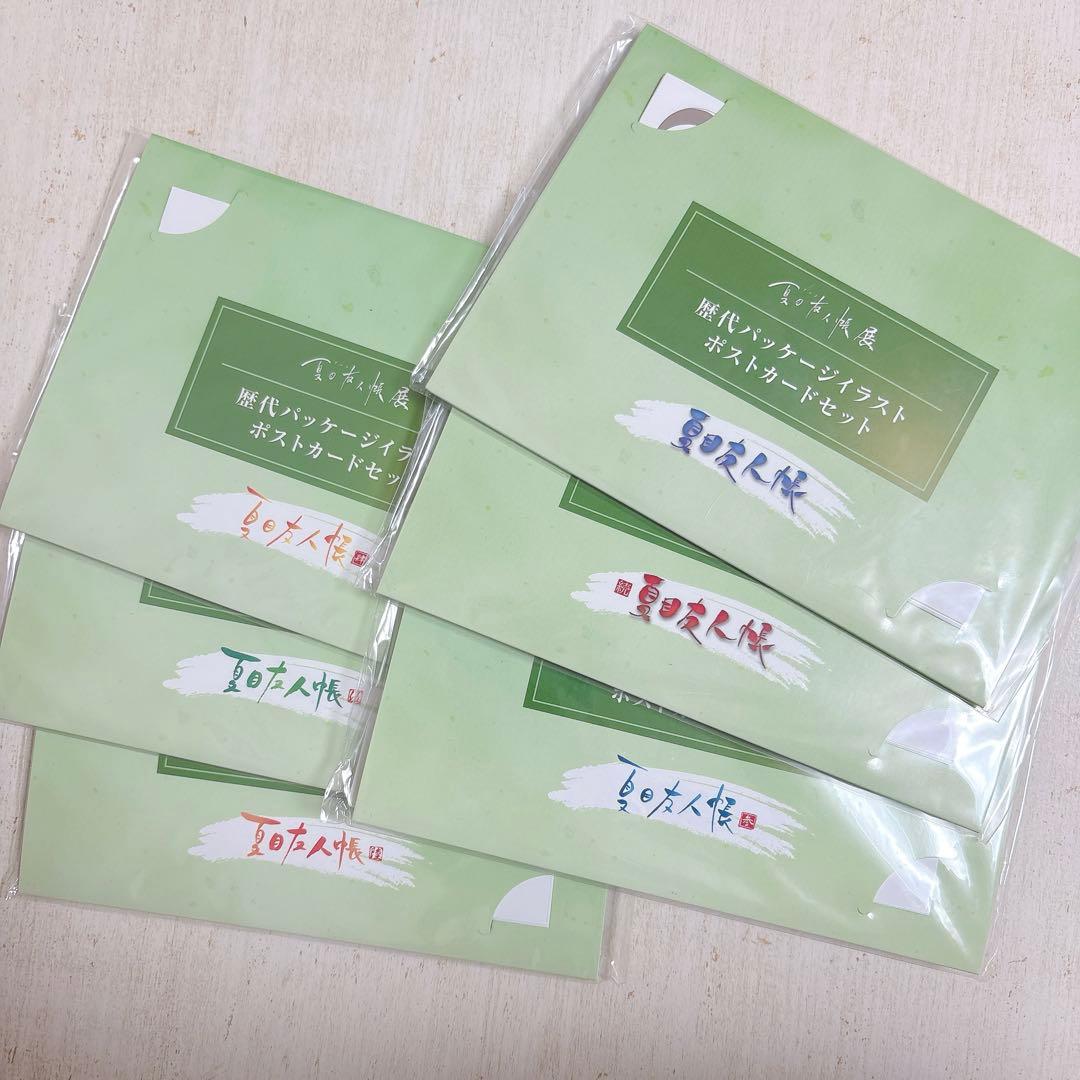 夏目友人帳展
歴代パッケージイラスト
ポストカードセット
夏目友人帳
夏目友人帳展
歴代パッケージイラ
ポストカードセッ
夏目友人帳 肆
続 夏目友人帳
夏目友人帳
ポスト
夏目友人帳 参
夏目友人帳